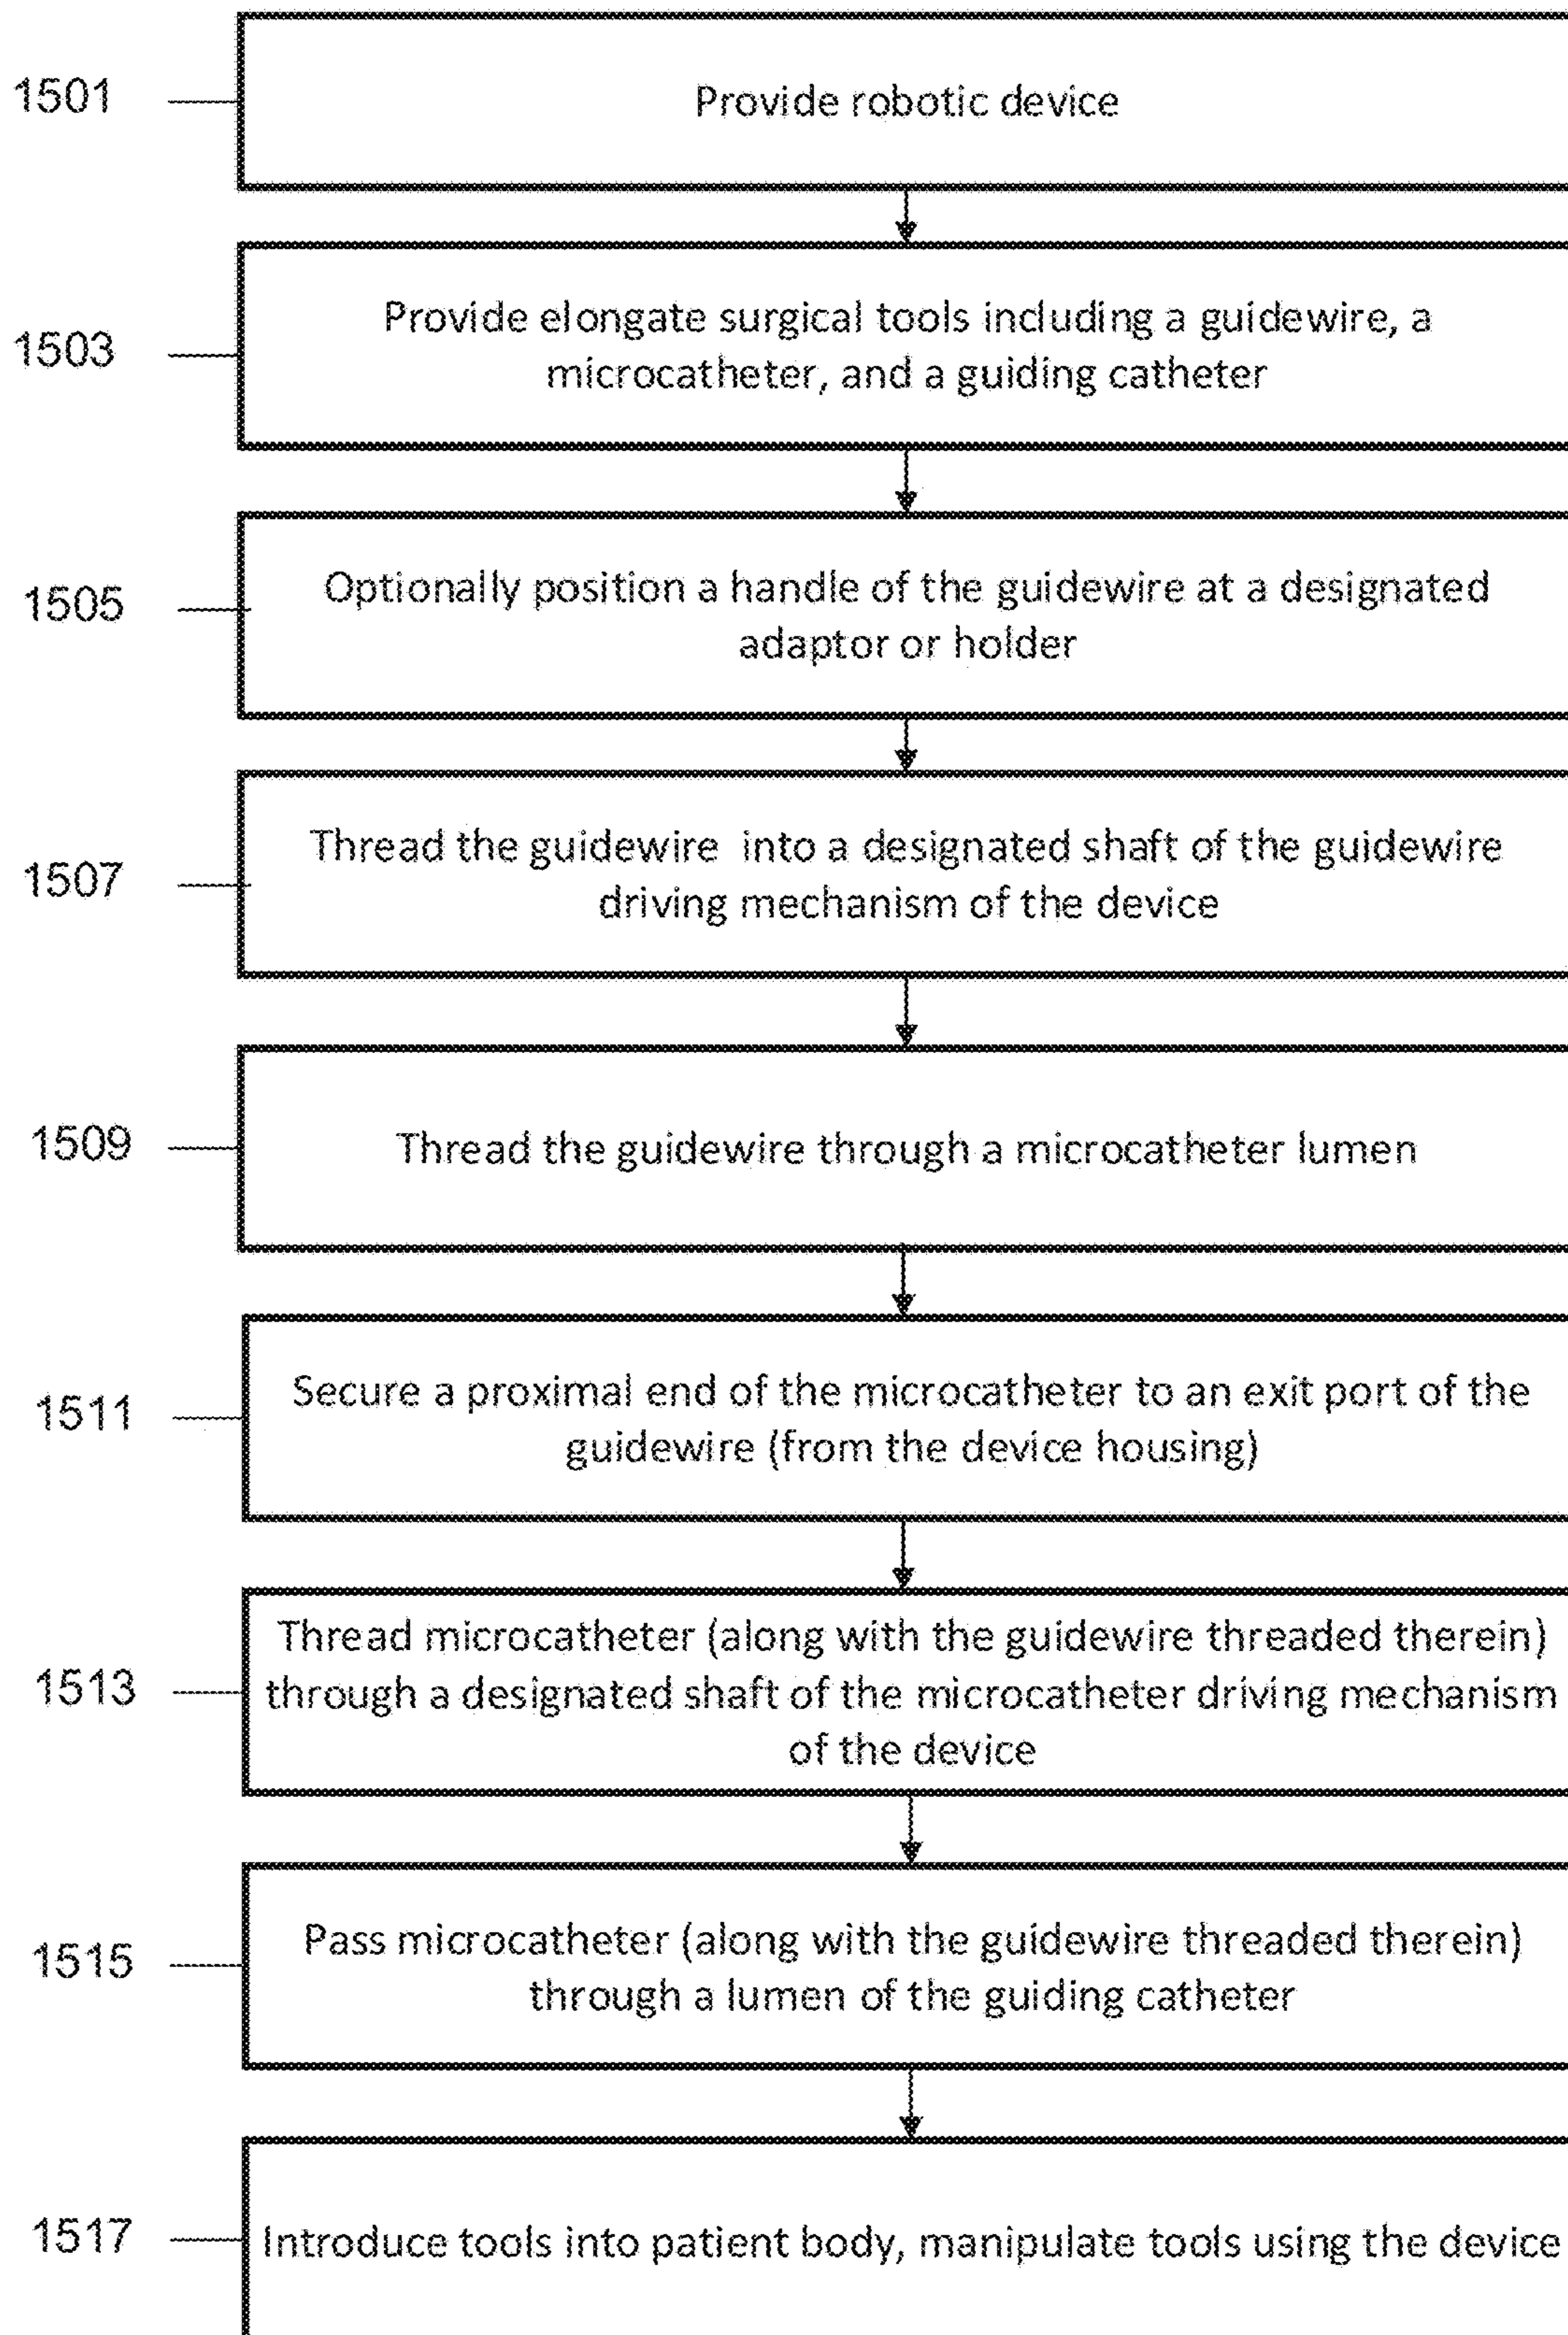 1501
Provide robotic device
1503
Provide elongate surgical tools including a guidewire, a
microcatheter, and a guiding catheter
1505
Optionally position a handle of the guidewire at a designated
adaptor or holder
1507
Thread the guidewire into a designated shaft of the guidewire
driving mechanism of the device
1509
Thread the guidewire through a microcatheter lumen
1511
Secure a proximal end of the microcatheter to an exit port of the
guidewire (from the device housing)
1513
Thread microcatheter (along with the guidewire threaded therein)
through a designated shaft of the microcatheter driving mechanism
of the device
1515
Pass microcatheter (along with the guidewire threaded therein)
through a lumen of the guiding catheter
1517
Introduce tools into patient body, manipulate tools using the device